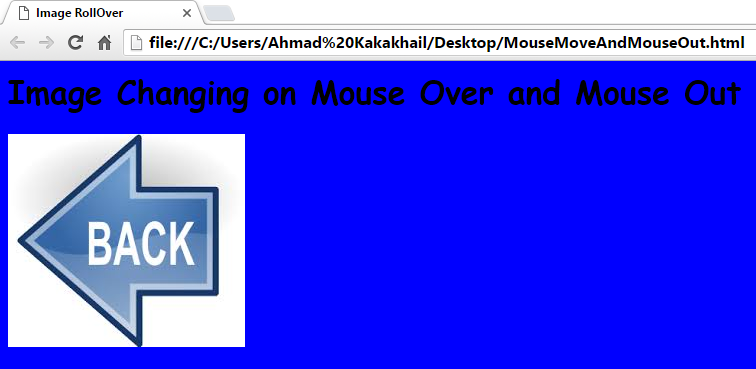 Image RollOver
file:///C:/Users/Ahmad%20Kakakhail/Desktop/MouseMoveAndMouseOut.html
Image Changing on Mouse Over and Mouse Out
BACK